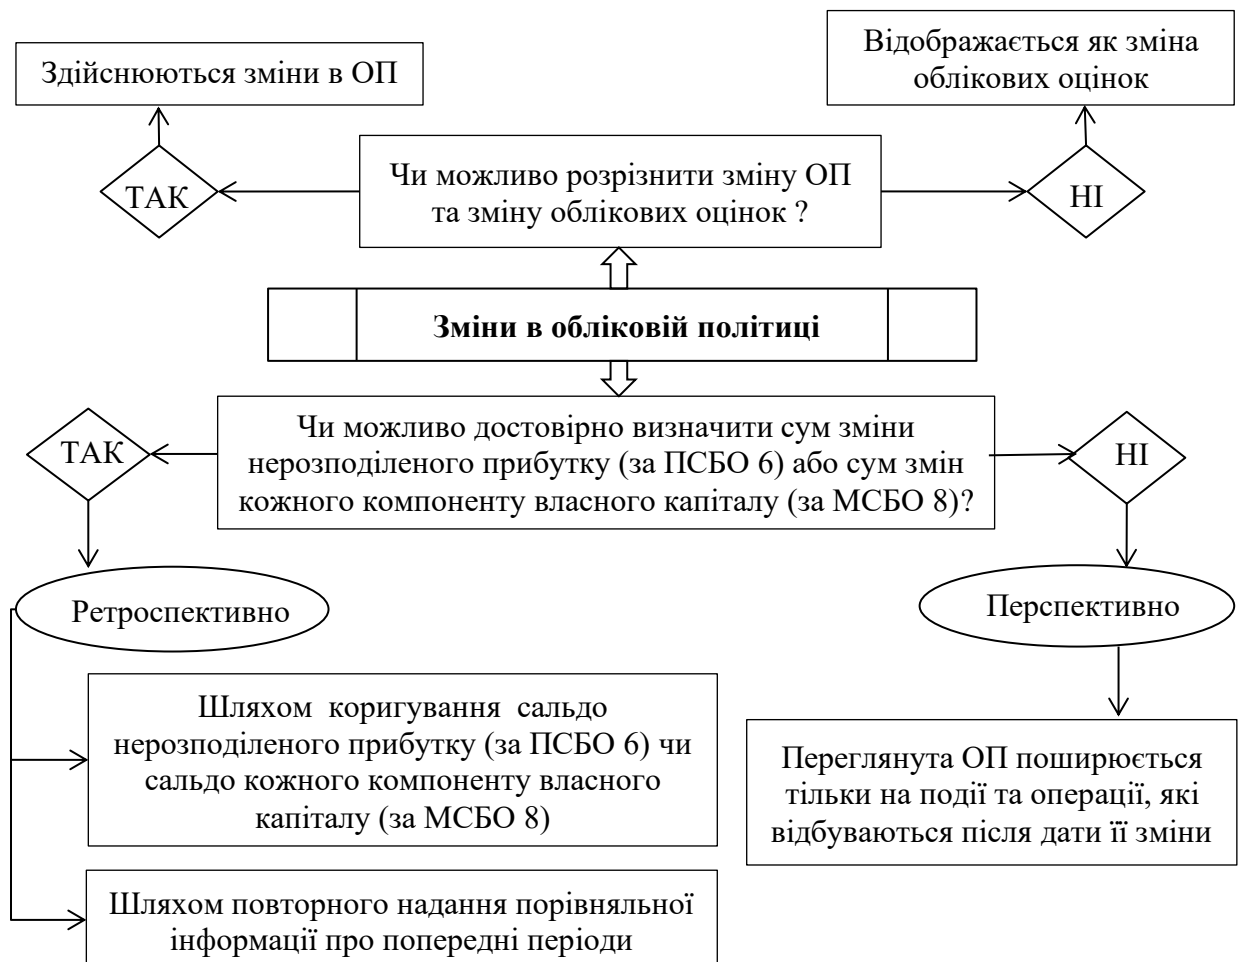 Здійснюються зміни в ОП
Відображається як зміна
облікових оцінок
Чи можливо розрізнити зміну ОП
та зміну облікових оцінок ?
ТАК
НІ
Зміни в обліковій політиці
Чи можливо достовірно визначити сум зміни
нерозподіленого прибутку (за ПСБО 6) або сум змін
кожного компоненту власного капіталу (за МСБО 8)?
ТАК
НІ
Ретроспективно
Перспективно
Шляхом коригування сальдо
нерозподіленого прибутку (за ПСБО 6) чи
сальдо кожного компоненту власного
капіталу (за МСБО 8)
Переглянута ОП поширюється
тільки на події та операції, які
відбуваються після дати її зміни
Шляхом повторного надання порівняльної
інформації про попередні періоди